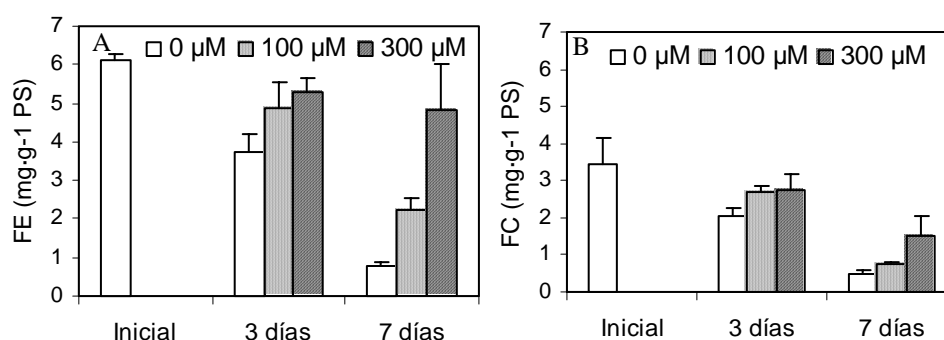 A 0 µM 100 µM 300 µM
FE (mg·g-1 PS)
7
6
5
4
3
2
1
0
Inicial 3 días 7 días
B 0 µM 100 µM 300 µM
FC (mg·g-1 PS)
7
6
5
4
3
2
1
0
Inicial 3 días 7 días